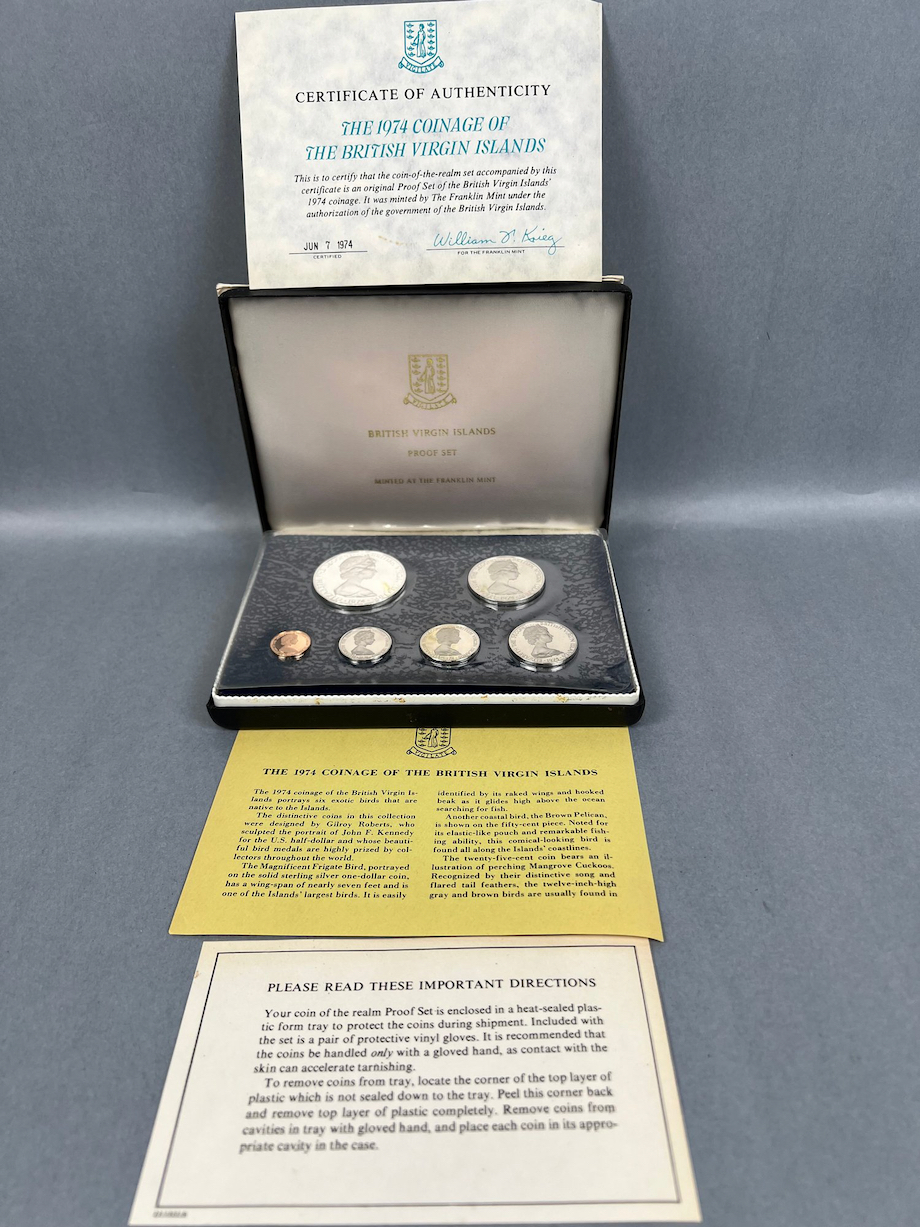 VIGILATE
CERTIFICATE OF AUTHENTICITY
THE 1974 COINAGE OF
THE BRITISH VIRGIN ISLANDS
This is to certify that the coin-of-the-realm set accompanied by this
certificate is an original Proof Set of the British Virgin Islands'
1974 coinage. It was minted by The Franklin Mint under the
authorization of the government of the British Virgin Islands.
JUN 7 1974
CERTIFIED
William N. Krieg
FOR THE FRANKLIN MINT
VIGILATE
BRITISH VIRGIN ISLANDS
PROOF SET
MINTED AT THE FRANKLIN MINT
VIGILATE
THE 1974 COINAGE OF THE BRITISH VIRGIN ISLANDS
The 1974 coinage of the British Virgin Is-
lands portrays six exotic birds that are
native to the Islands.
The distinctive coins in this collection
were designed by Gilroy Roberts, who
sculpted the portrait of John F. Kennedy
for the U.S. half-dollar and whose beauti-
ful bird medals are highly prized by col-
lectors throughout the world.
The Magnificent Frigate Bird, portrayed
on the solid sterling silver one-dollar coin,
has a wing-span of nearly seven feet and is
one of the Islands' largest birds. It is easily
identified by its raked wings and hooked
beak as it glides high above the ocean
searching for fish.
Another coastal bird, the Brown Pelican,
is shown on the fifty-cent piece. Noted for
its elastic-like pouch and remarkable fish-
ing ability, this comical-looking bird is
found all along the Islands' coastlines.
The twenty-five-cent coin bears an il-
lustration of perching Mangrove Cuckoos.
Recognized by their distinctive song and
flared tail feathers, the twelve-inch-high
gray and brown birds are usually found in
PLEASE READ THESE IMPORTANT DIRECTIONS
Your coin of the realm Proof Set is enclosed in a heat-sealed plas-
tic form tray to protect the coins during shipment. Included with
the set is a pair of protective vinyl gloves. It is recommended that
the coins be handled only with a gloved hand, as contact with the
skin can accelerate tarnishing.
To remove coins from tray, locate the corner of the top layer of
plastic which is not sealed down to the tray. Peel this corner back
and remove top layer of plastic completely. Remove coins from
cavities in tray with gloved hand, and place each coin in its appro-
priate cavity in the case.